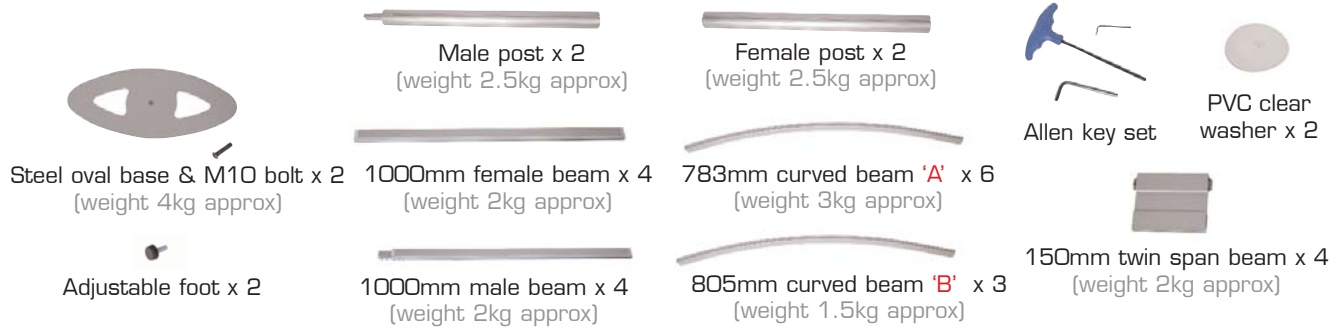 Male post x 2
(weight 2.5kg approx)
Female post x 2
(weight 2.5kg approx)
Allen key set
PVC clear
washer x 2
Steel oval base & M10 bolt x 2
(weight 4kg approx)
1000mm female beam x 4
(weight 2kg approx)
783mm curved beam 'A' x 6
(weight 3kg approx)
150mm twin span beam x 4
(weight 2kg approx)
Adjustable foot x 2
1000mm male beam x 4
(weight 2kg approx)
805mm curved beam 'B' x 3
(weight 1.5kg approx)